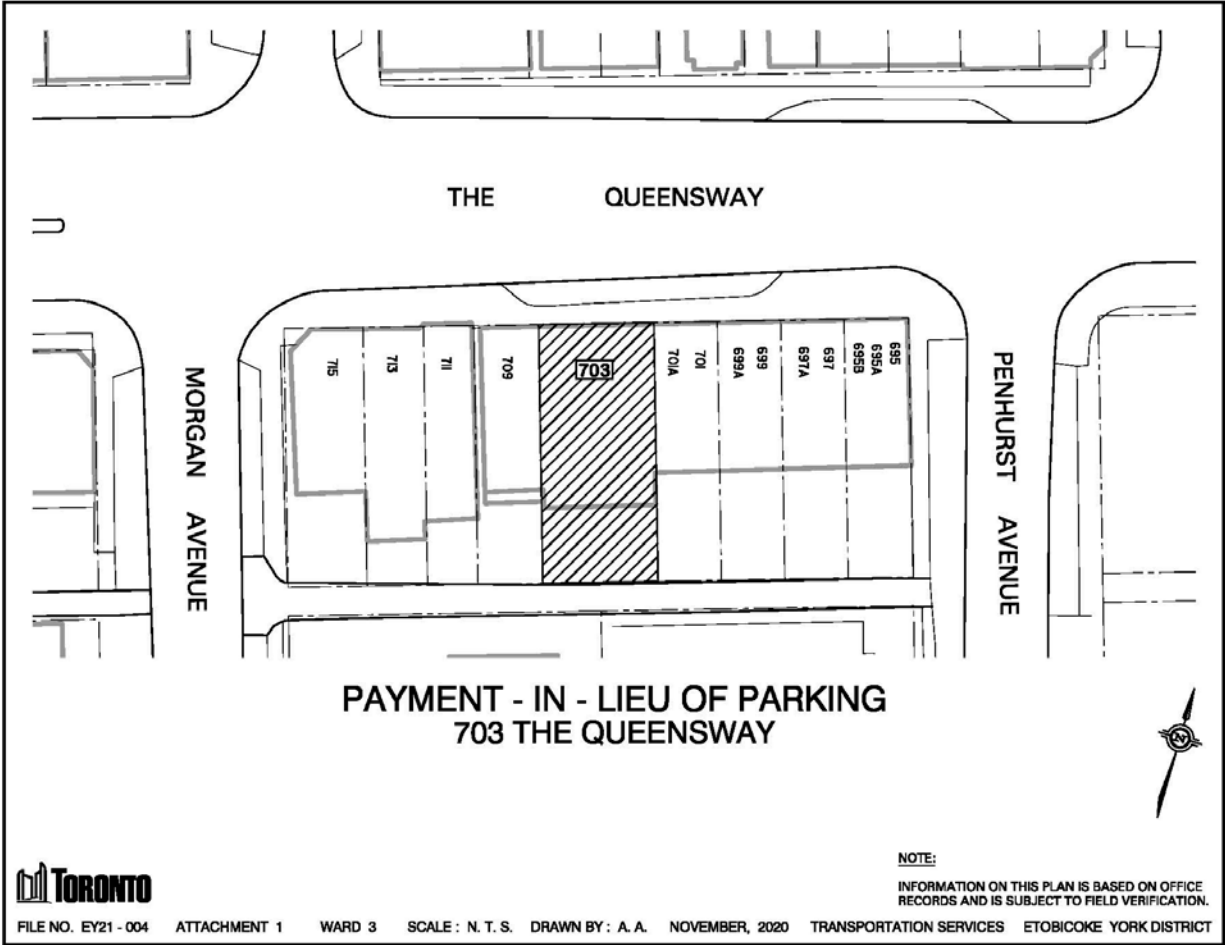 THE QUEENSWAY
715
713
711
709
703
701A
701
699A
699
697A
697
695B
695A
695
MORGAN AVENUE
PENHURST AVENUE
PAYMENT - IN - LIEU OF PARKING
703 THE QUEENSWAY
N
TORONTO
NOTE:
INFORMATION ON THIS PLAN IS BASED ON OFFICE
RECORDS AND IS SUBJECT TO FIELD VERIFICATION.
FILE NO. EY21 - 004 ATTACHMENT 1 WARD 3 SCALE : N. T. S. DRAWN BY : A. A. NOVEMBER, 2020 TRANSPORTATION SERVICES ETOBICOKE YORK DISTRICT